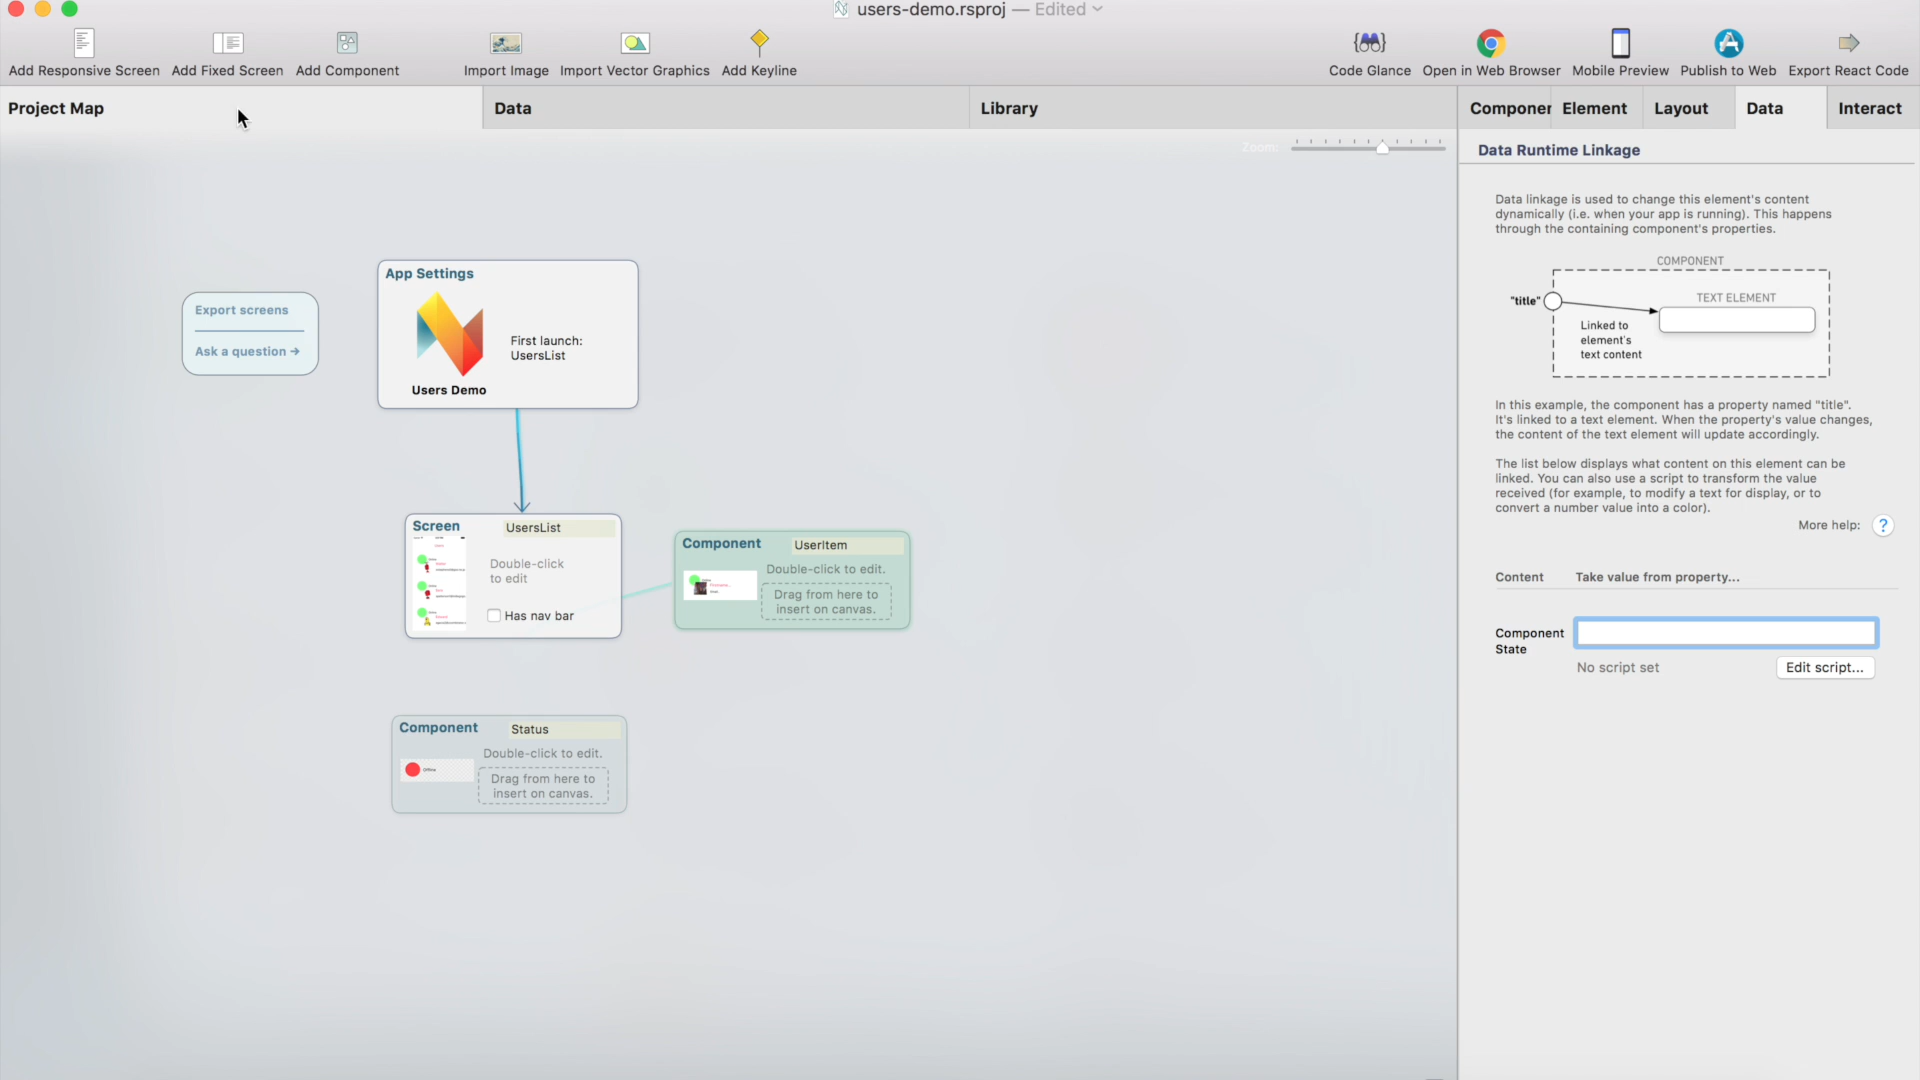 users-demo.rsproj — Edited
Add Responsive Screen
Add Fixed Screen
Add Component
Import Image
Import Vector Graphics
Add Keyline
Code Glance
Open in Web Browser
Mobile Preview
Publish to Web
Export React Code
Project Map
Data
Library
Componer
Element
Layout
Data
Interact
Zoom:
Data Runtime Linkage
Data linkage is used to change this element's content
dynamically (i.e. when your app is running). This happens
through the containing component's properties.
COMPONENT
"title"
TEXT ELEMENT
Linked to
element's
text content
In this example, the component has a property named "title".
It's linked to a text element. When the property's value changes,
the content of the text element will update accordingly.
The list below displays what content on this element can be
linked. You can also use a script to transform the value
received (for example, to modify a text for display, or to
convert a number value into a color).
More help: ?
Content
Take value from property...
Component
State
No script set
Edit script...
Export screens
Ask a question →
App Settings
First launch:
UsersList
Users Demo
Screen
UsersList
Double-click
to edit
Has nav bar
Component
UserItem
Double-click to edit.
Drag from here to
insert on canvas.
Component
Status
Double-click to edit.
Offline
Drag from here to
insert on canvas.